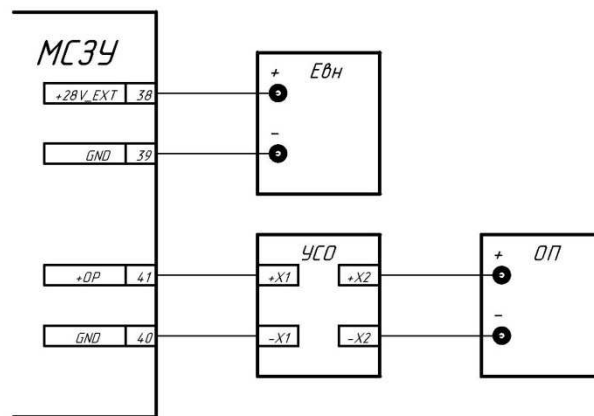 МСЗУ
+28V_EXT 38
GND 39
+ Евн
-
+OP 41
GND 40
УСО
+X1 +X2
-X1 -X2
+ ОП
-